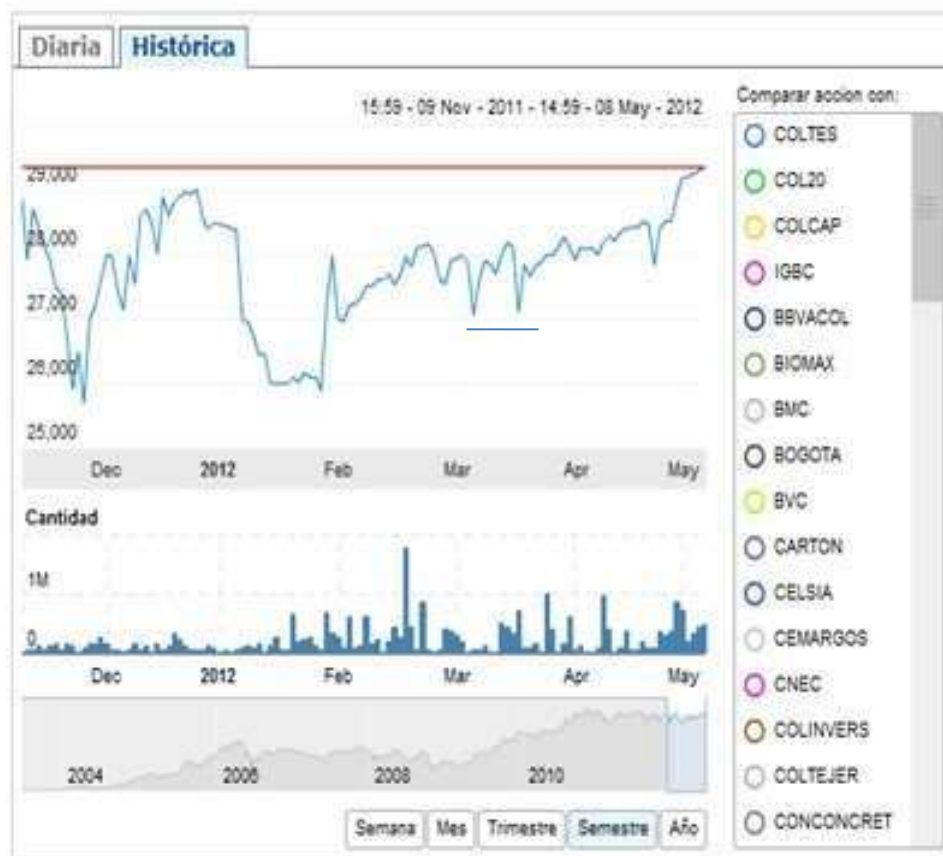 Diaria Histórica
15:59 - 09 Nov - 2011 - 14:59 - 08 May - 2012
29,000
28,000
27,000
26,000
25,000
Dec 2012 Feb Mar Apr May
Cantidad
1M
0
Dec 2012 Feb Mar Apr May
2004 2006 2008 2010
Semana Mes Trimestre Semestre Año
Comparar accion con:
COLTES
COL20
COLCAP
IGBC
BBVACOL
BIOMAX
BMC
BOGOTA
BVC
CARTON
CELSIA
CEMARGOS
CNEC
COLINVERS
COLTEJER
CONCONCRET